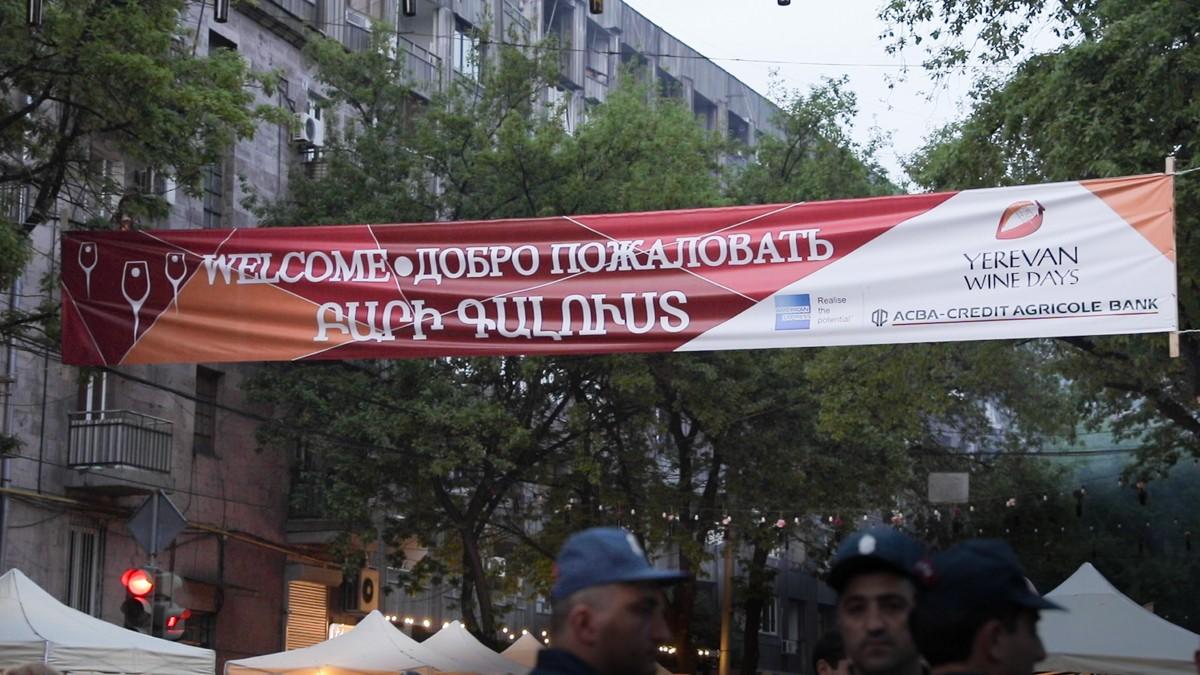 WELCOME•ДОБРО ПОЖАЛОВАТЬ
ԲԱՐԻ ԳԱԼՈՒՍՏ
YEREVAN
WINE DAYS
AMERICAN
EXPRESS
Realise
the
potential
ACBA-CREDIT AGRICOLE BANK